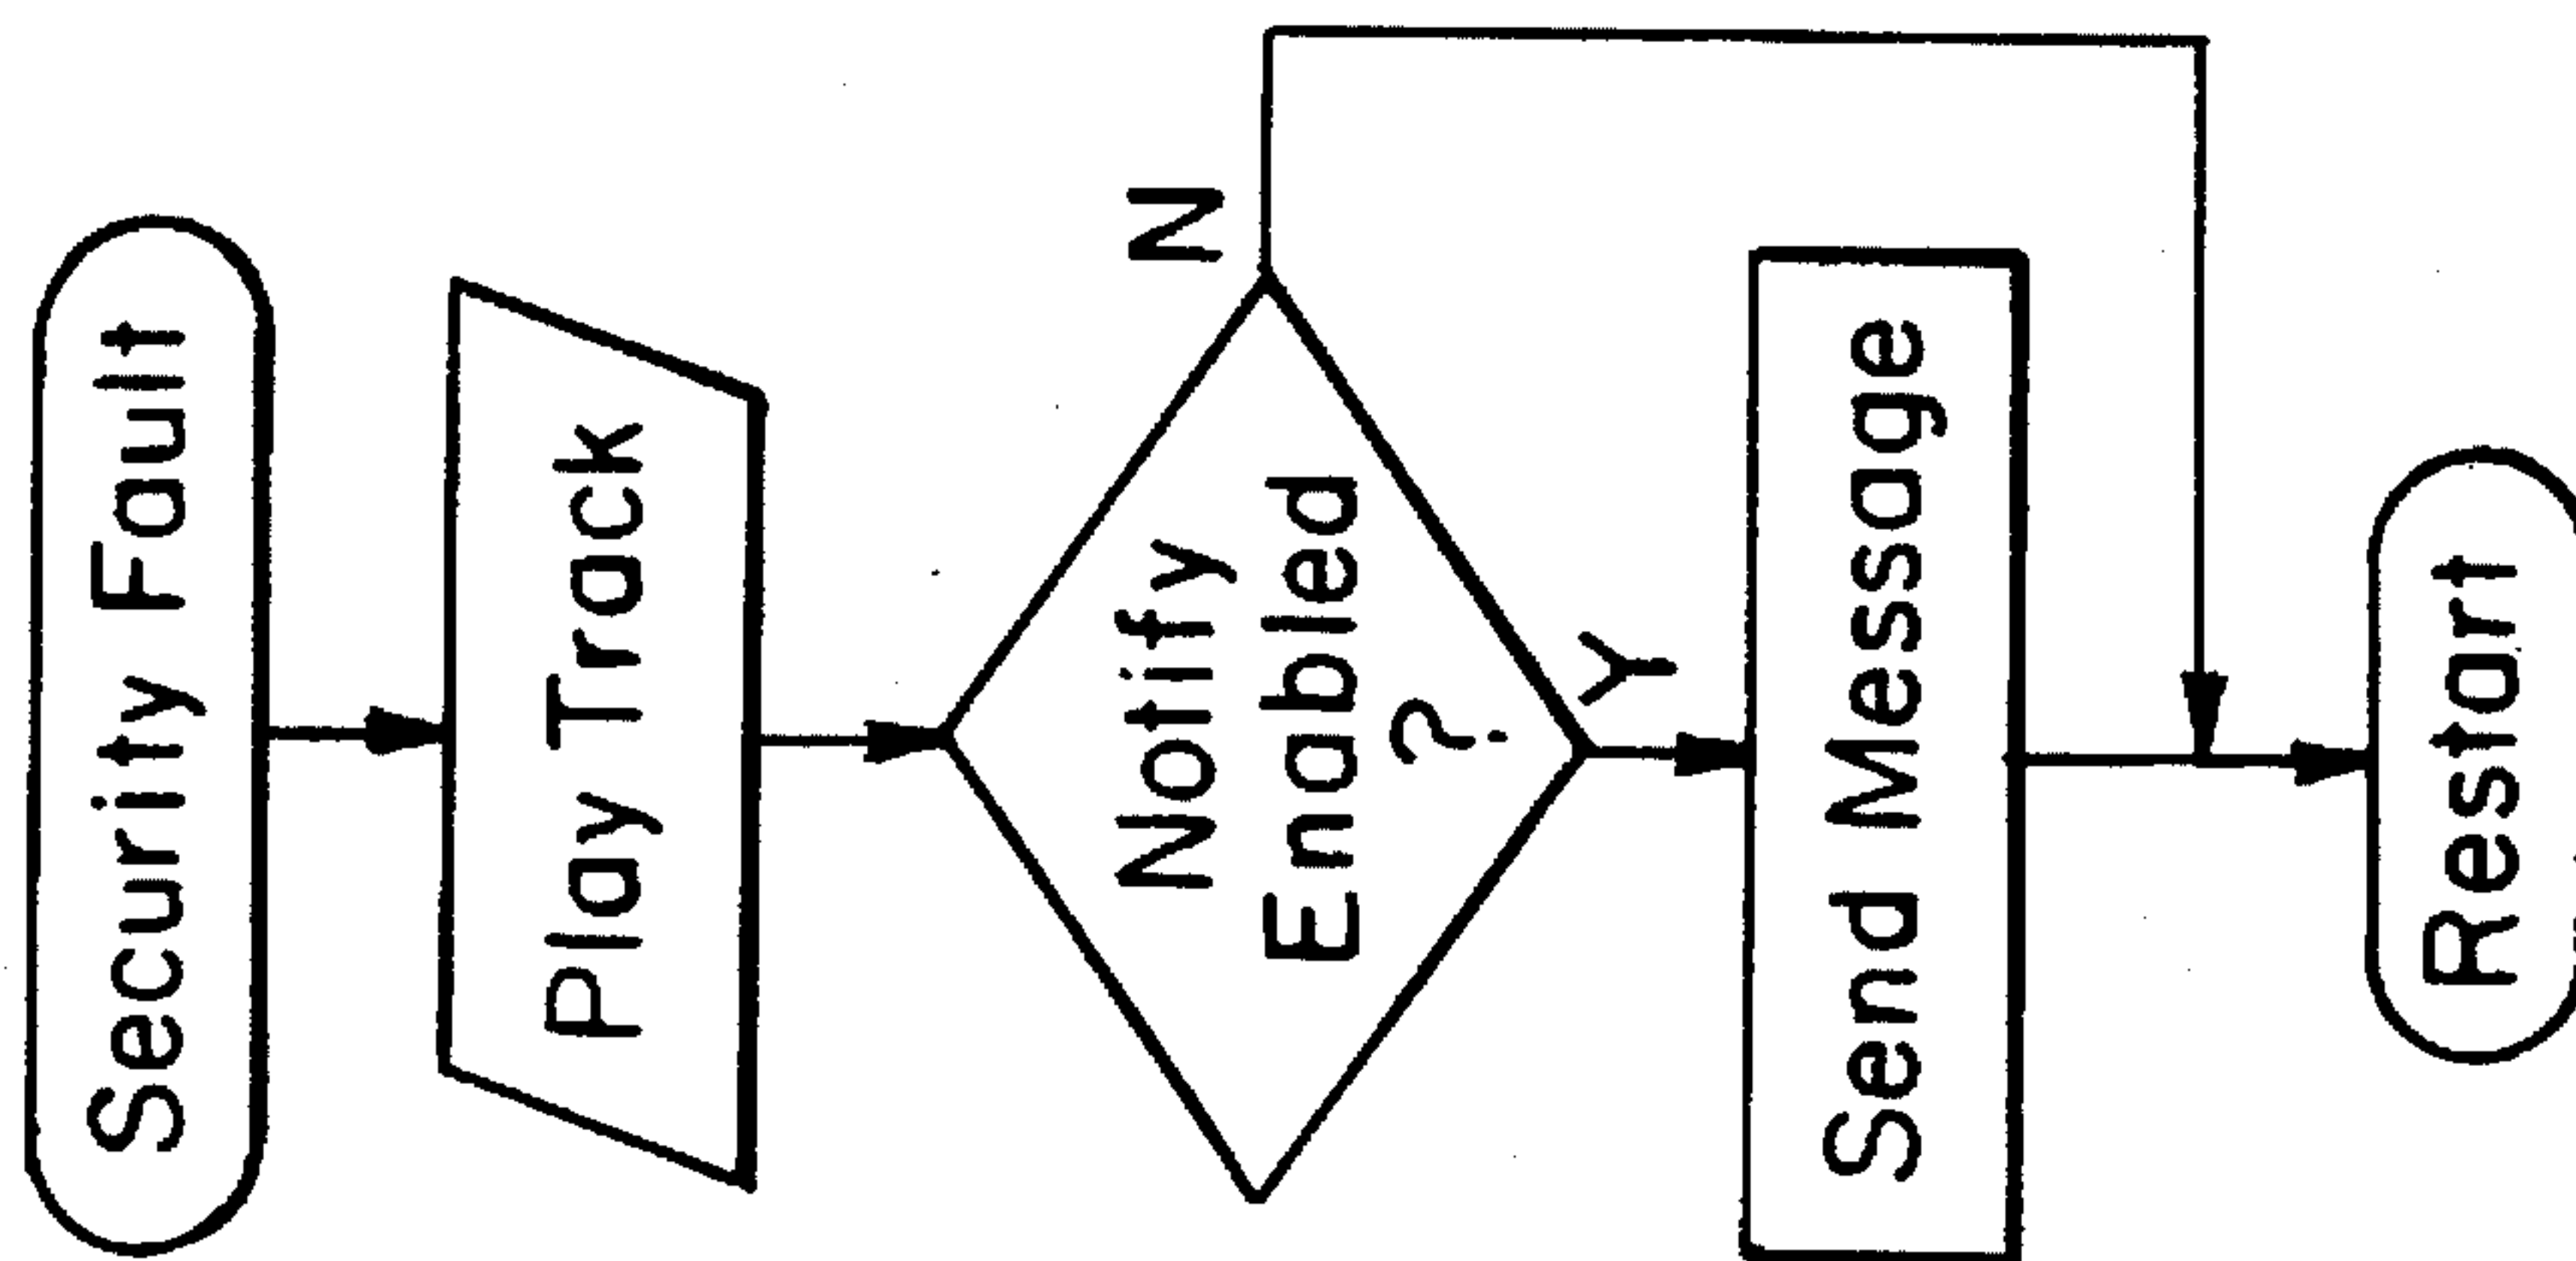 Security Fault
Play Track
Notify
Enabled
?
N
Y
Send Message
Restart